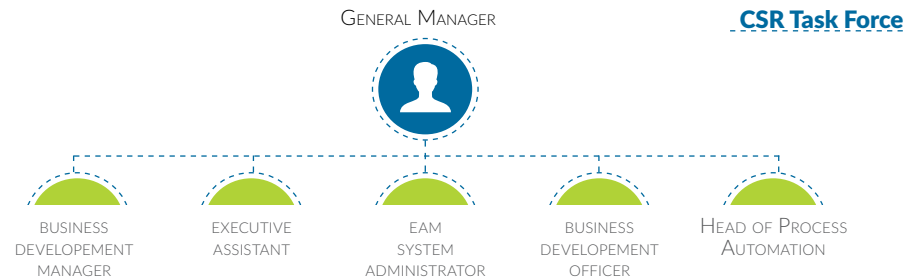 General Manager
CSR Task Force
BUSINESS
DEVELOPEMENT
MANAGER
EXECUTIVE
ASSISTANT
EAM
SYSTEM
ADMINISTRATOR
BUSINESS
DEVELOPEMENT
OFFICER
Head of Process
Automation